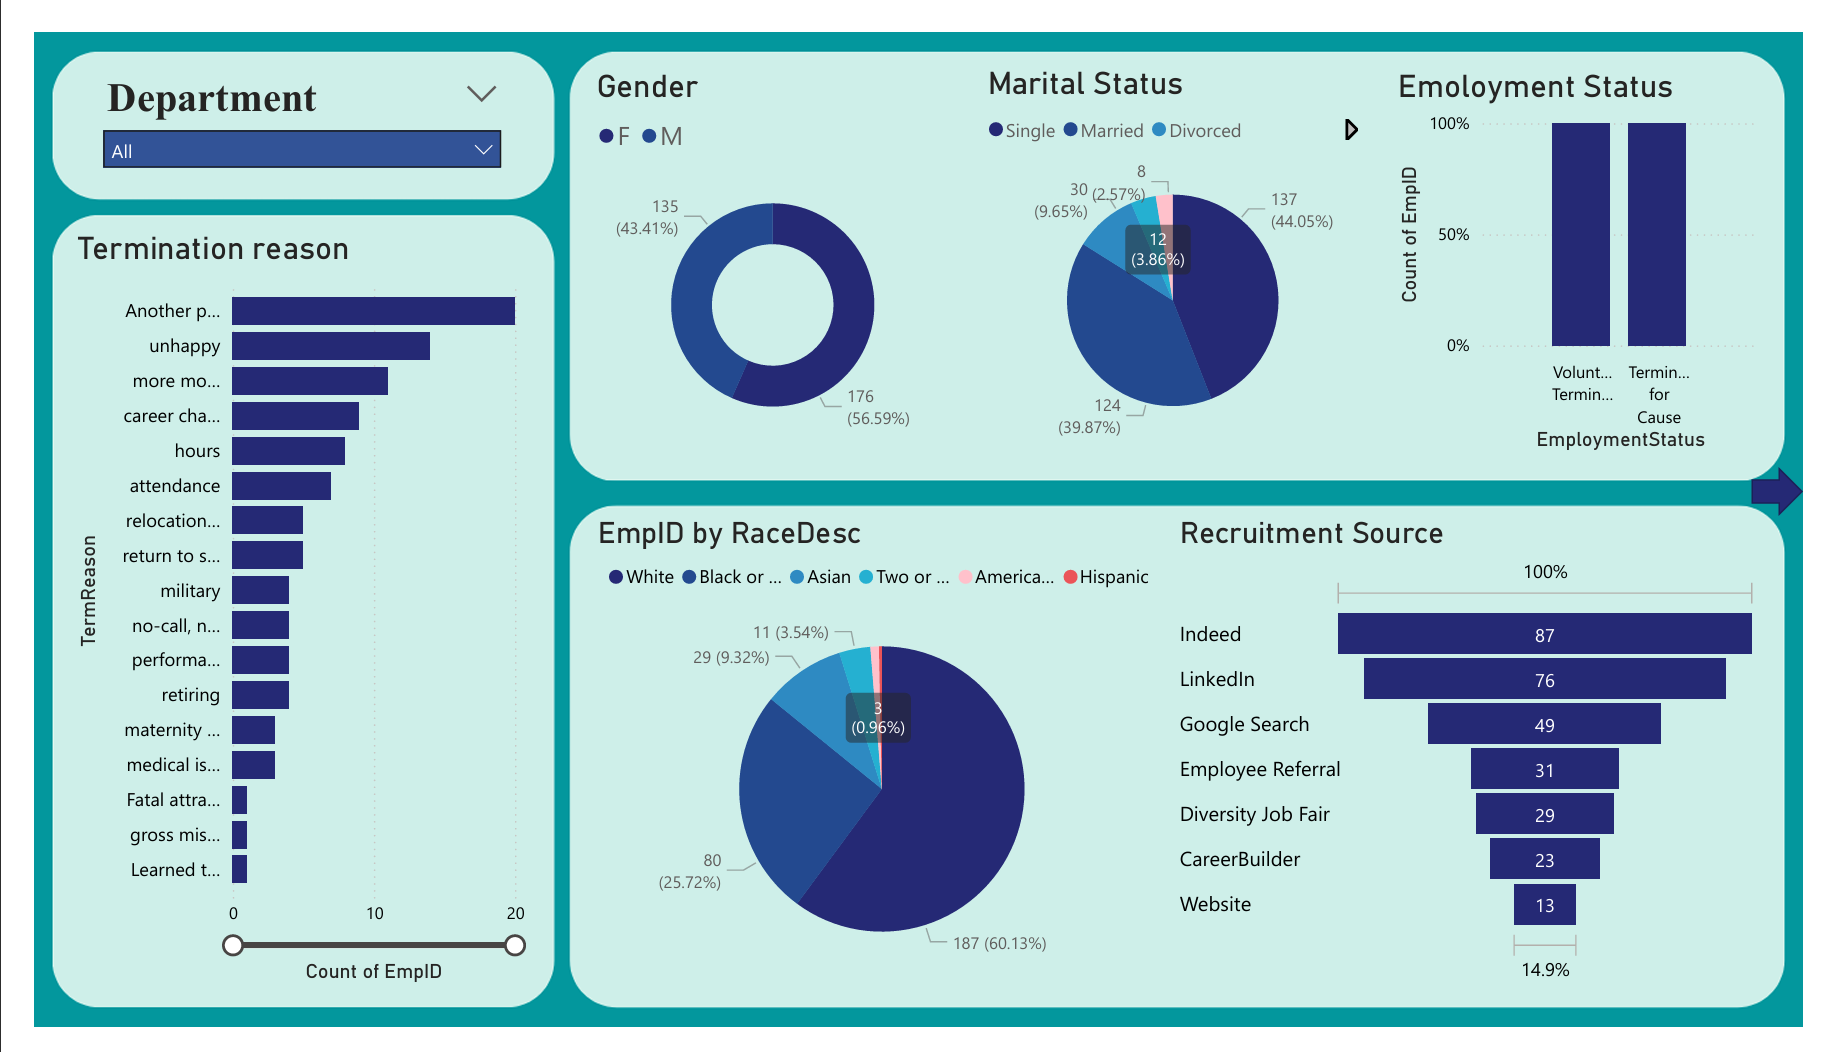 Department
All
Termination reason
Another p...
unhappy
more mo...
career cha...
hours
attendance
relocation...
return to s...
military
no-call, n...
performa...
retiring
maternity ...
medical is...
Fatal attra...
gross mis...
Learned t...
TermReason
0 10 20
Count of EmpID
Gender
F M
135
(43.41%)
176
(56.59%)
Marital Status
Single Married Divorced
8
(2.57%)
30
(9.65%)
12
(3.86%)
137
(44.05%)
124
(39.87%)
Emoloyment Status
100%
50%
0%
Count of EmpID
Volunt...
Termin...
Termin...
for
Cause
EmploymentStatus
EmpID by RaceDesc
White Black or ... Asian Two or ... America... Hispanic
11 (3.54%)
29 (9.32%)
3
(0.96%)
80
(25.72%)
187 (60.13%)
Recruitment Source
100%
Indeed 87
LinkedIn 76
Google Search 49
Employee Referral 31
Diversity Job Fair 29
CareerBuilder 23
Website 13
14.9%